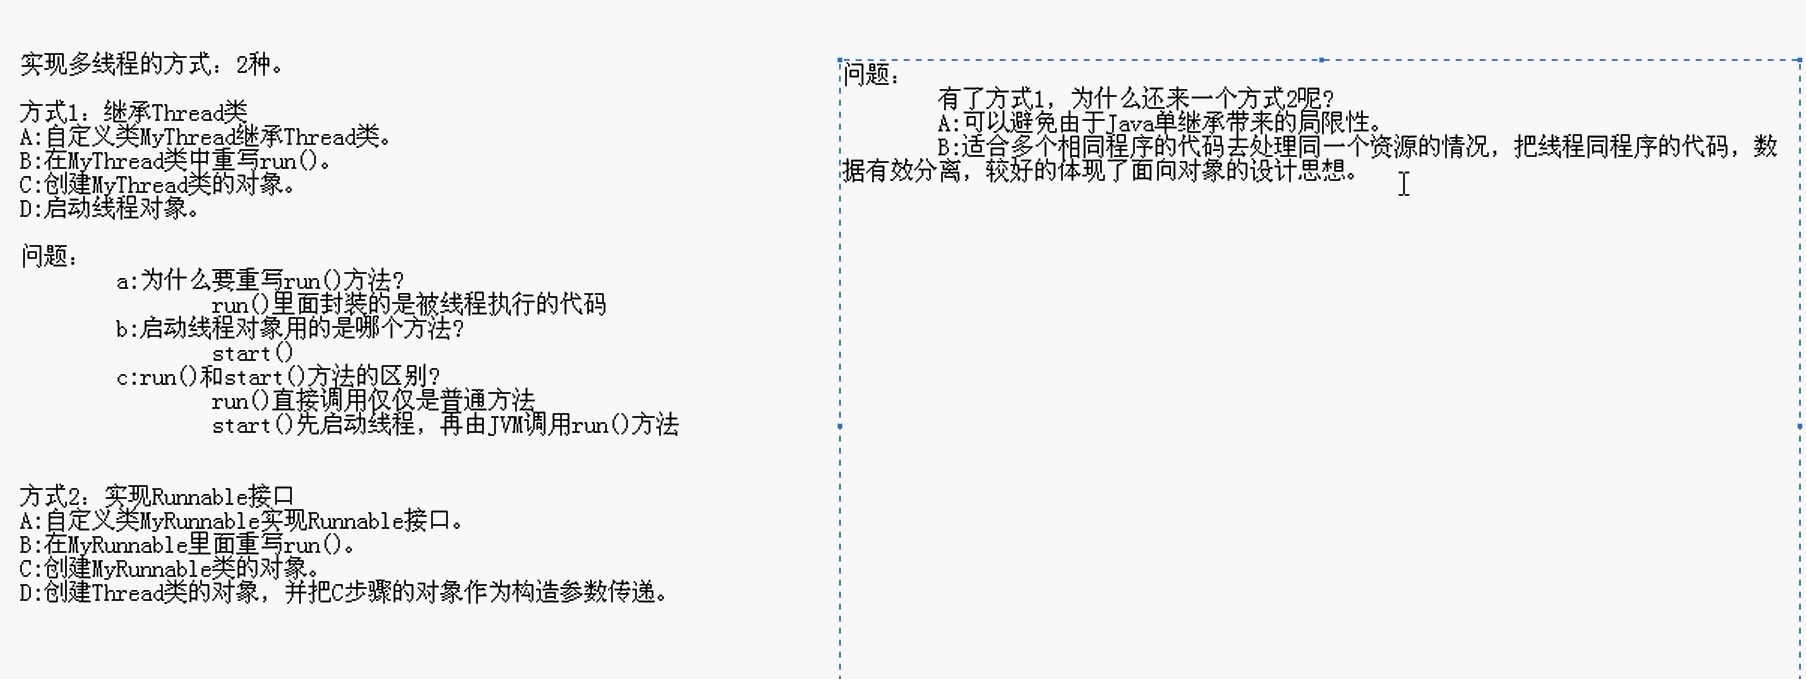 实现多线程的方式：2种。
方式1：继承Thread类
A:自定义类MyThread继承Thread类。
B:在MyThread类中重写run()。
C:创建MyThread类的对象。
D:启动线程对象。
问题：
a:为什么要重写run()方法?
run()里面封装的是被线程执行的代码
b:启动线程对象用的是哪个方法?
start()
c:run()和start()方法的区别?
run()直接调用仅仅是普通方法
start()先启动线程，再由JVM调用run()方法
方式2：实现Runnable接口
A:自定义类MyRunnable实现Runnable接口。
B:在MyRunnable里面重写run()。
C:创建MyRunnable类的对象。
D:创建Thread类的对象，并把C步骤的对象作为构造参数传递。
问题：
有了方式1，为什么还来一个方式2呢?
A:可以避免由于Java单继承带来的局限性。
B:适合多个相同程序的代码去处理同一个资源的情况，把线程同程序的代码，数
据有效分离，较好的体现了面向对象的设计思想。